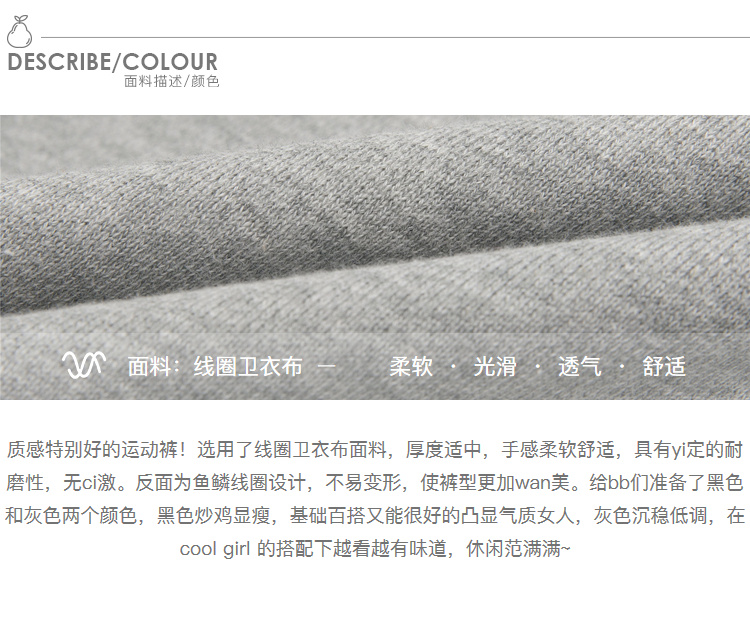 DESCRIBE/COLOUR
面料描述/颜色
面料：线圈卫衣布 — 柔软 · 光滑 · 透气 · 舒适
质感特别好的运动裤！选用了线圈卫衣布面料，厚度适中，手感柔软舒适，具有yi定的耐
磨性，无ci激。反面为鱼鳞线圈设计，不易变形，使裤型更加wan美。给bb们准备了黑色
和灰色两个颜色，黑色炒鸡显瘦，基础百搭又能很好的凸显气质女人，灰色沉稳低调，在
cool girl 的搭配下越看越有味道，休闲范满满~